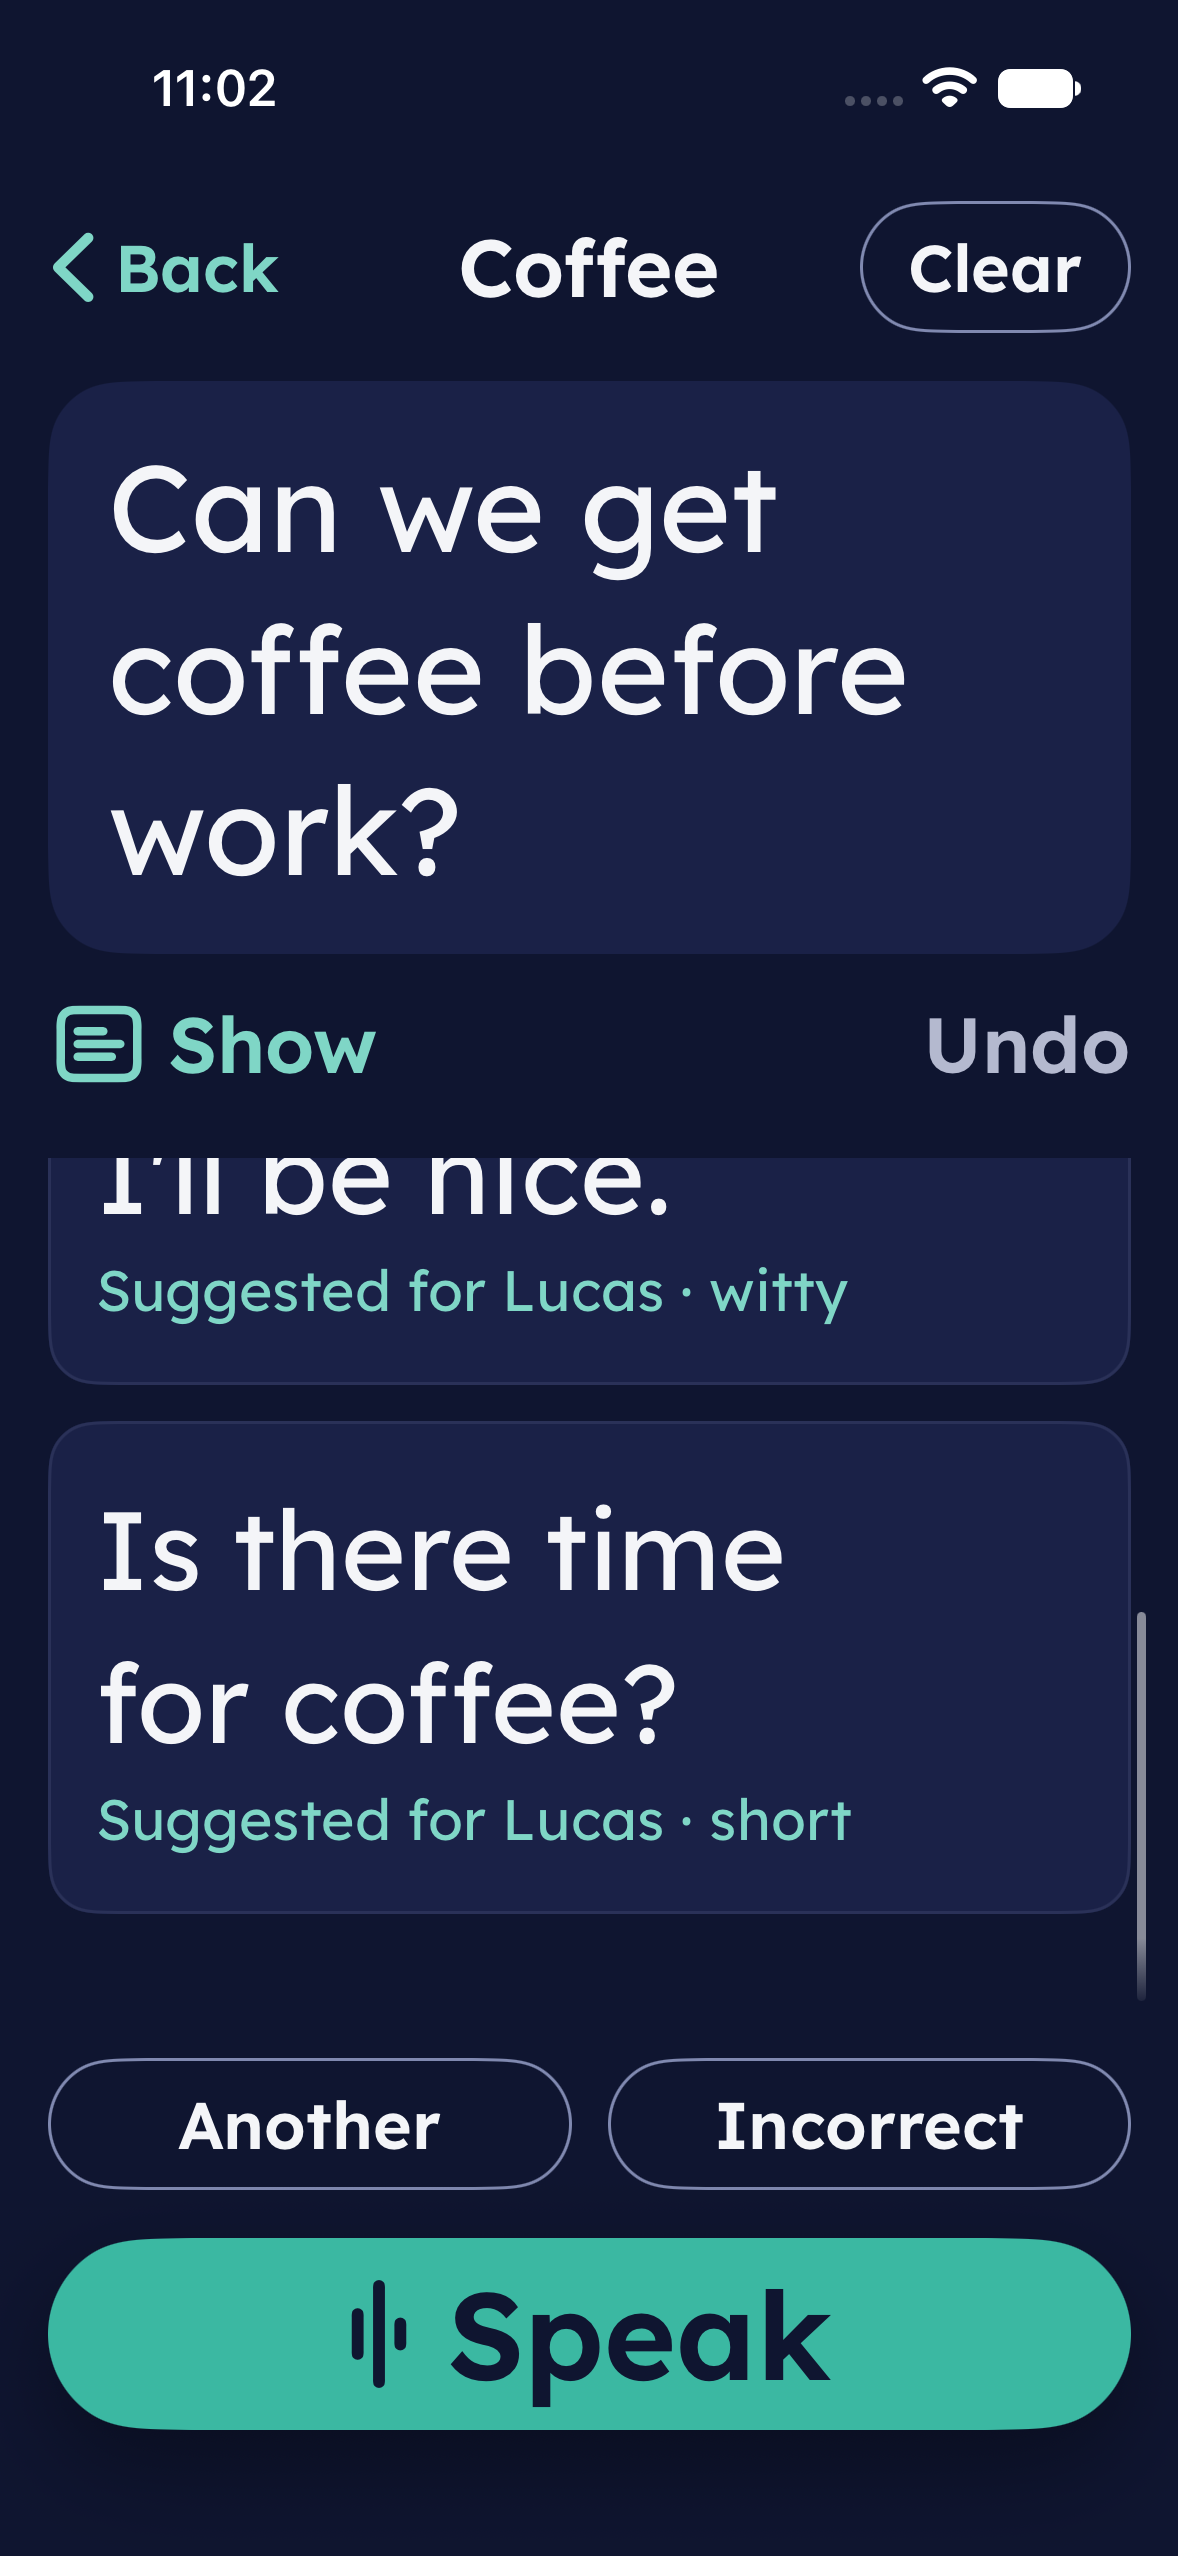 11:02
Back
Coffee
Clear
Can we get
coffee before
work?
Show
Undo
I'll be nice.
Suggested for Lucas · witty
Is there time
for coffee?
Suggested for Lucas · short
Another
Incorrect
Speak